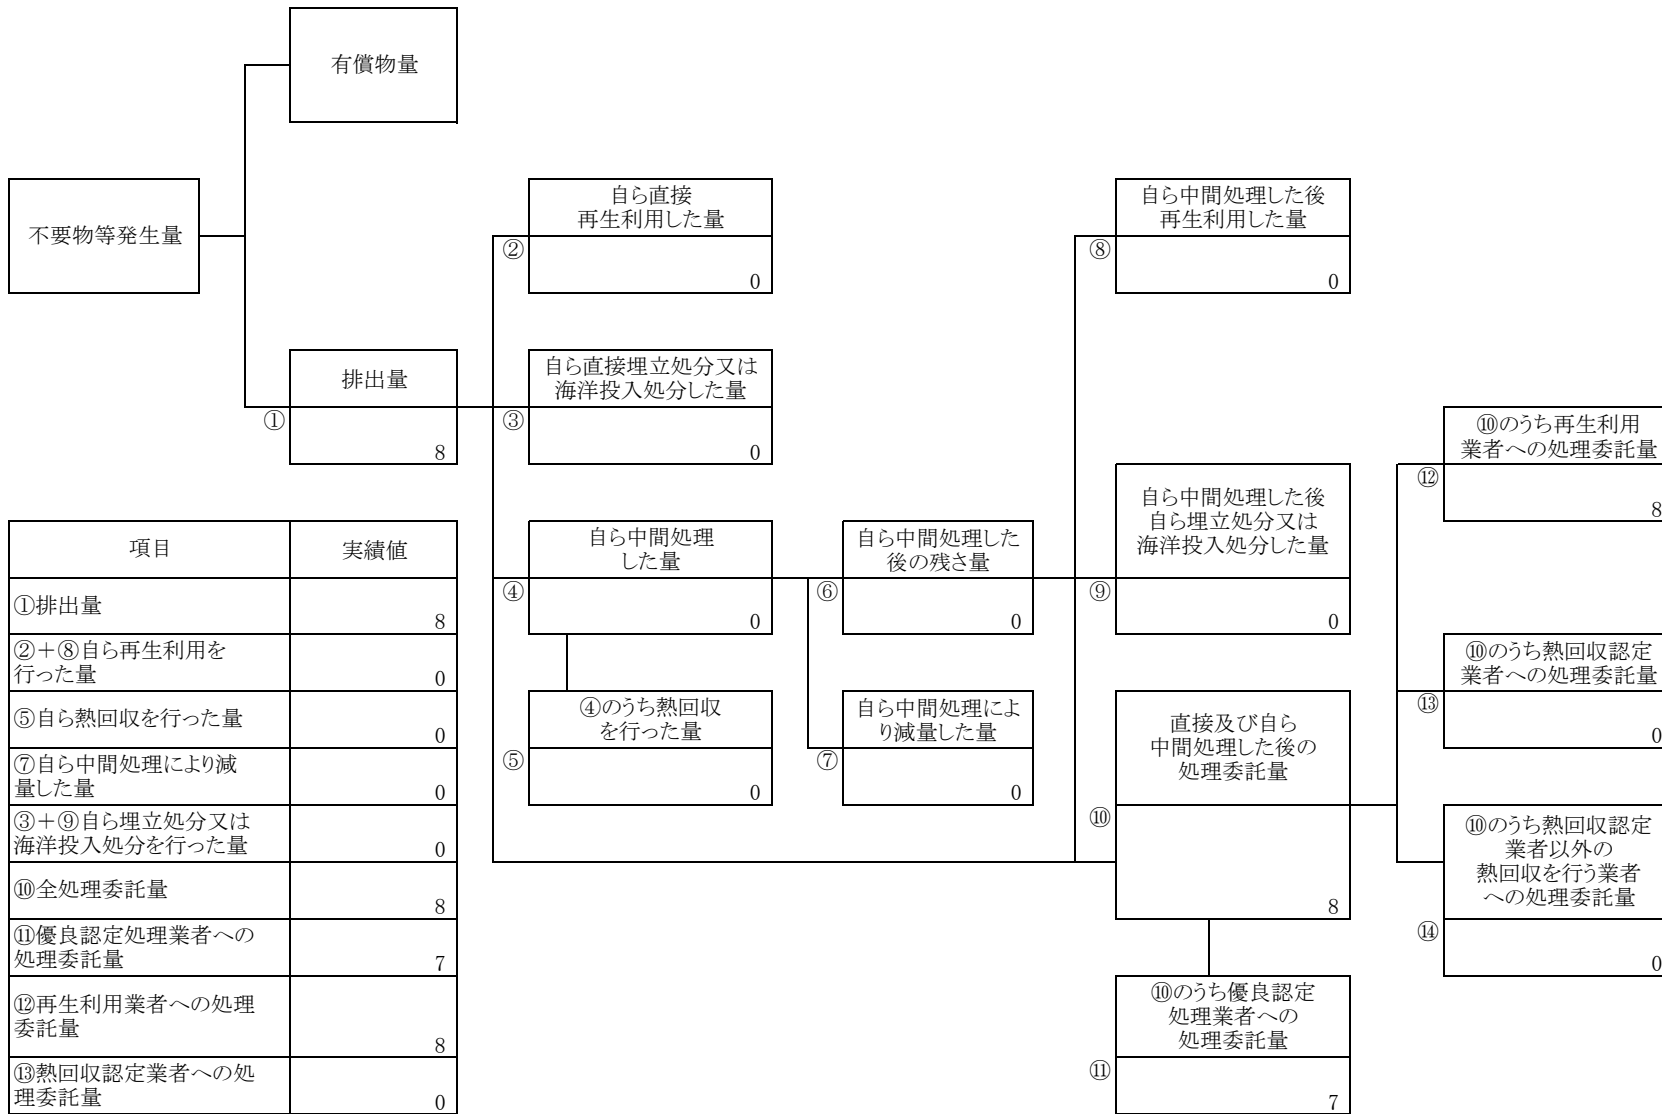 有償物量
不要物等発生量
自ら直接
再生利用した量
②
0
自ら中間処理した後
再生利用した量
⑧
0
排出量
①
8
自ら直接埋立処分又は
海洋投入処分した量
③
0
⑩のうち再生利用
業者への処理委託量
⑫
8
自ら中間処理
した量
④
0
自ら中間処理した
後の残さ量
⑥
0
自ら中間処理した後
自ら埋立処分又は
海洋投入処分した量
⑨
0
⑩のうち熱回収認定
業者への処理委託量
⑬
0
④のうち熱回収
を行った量
⑤
0
自ら中間処理によ
り減量した量
⑦
0
直接及び自ら
中間処理した後の
処理委託量
⑩
8
⑩のうち熱回収認定
業者以外の
熱回収を行う業者
への処理委託量
⑭
0
⑩のうち優良認定
処理業者への
処理委託量
⑪
7
項目 実績値
①排出量 8
②+⑧自ら再生利用を
行った量 0
⑤自ら熱回収を行った量 0
⑦自ら中間処理により減
量した量 0
③+⑨自ら埋立処分又は
海洋投入処分を行った量 0
⑩全処理委託量 8
⑪優良認定処理業者への
処理委託量 7
⑫再生利用業者への処理
委託量 8
⑬熱回収認定業者への処
理委託量 0